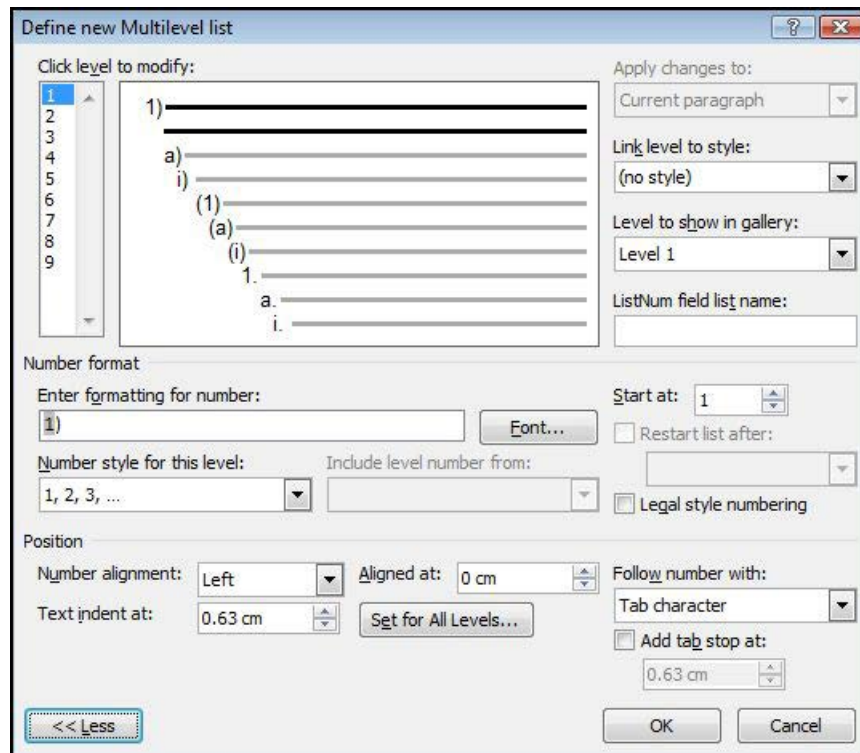 Define new Multilevel list
Click level to modify:
1
2
3
4
5
6
7
8
9
1)
a)
i)
(1)
(a)
(i)
1.
a.
i.
Apply changes to:
Current paragraph
Link level to style:
(no style)
Level to show in gallery:
Level 1
ListNum field list name:
Number format
Enter formatting for number:
1)
Font...
Start at: 1
Restart list after:
Number style for this level:
1, 2, 3, ...
Include level number from:
Legal style numbering
Position
Number alignment: Left
Aligned at: 0 cm
Text indent at: 0.63 cm
Set for All Levels...
Follow number with:
Tab character
Add tab stop at:
0.63 cm
<< Less
OK
Cancel